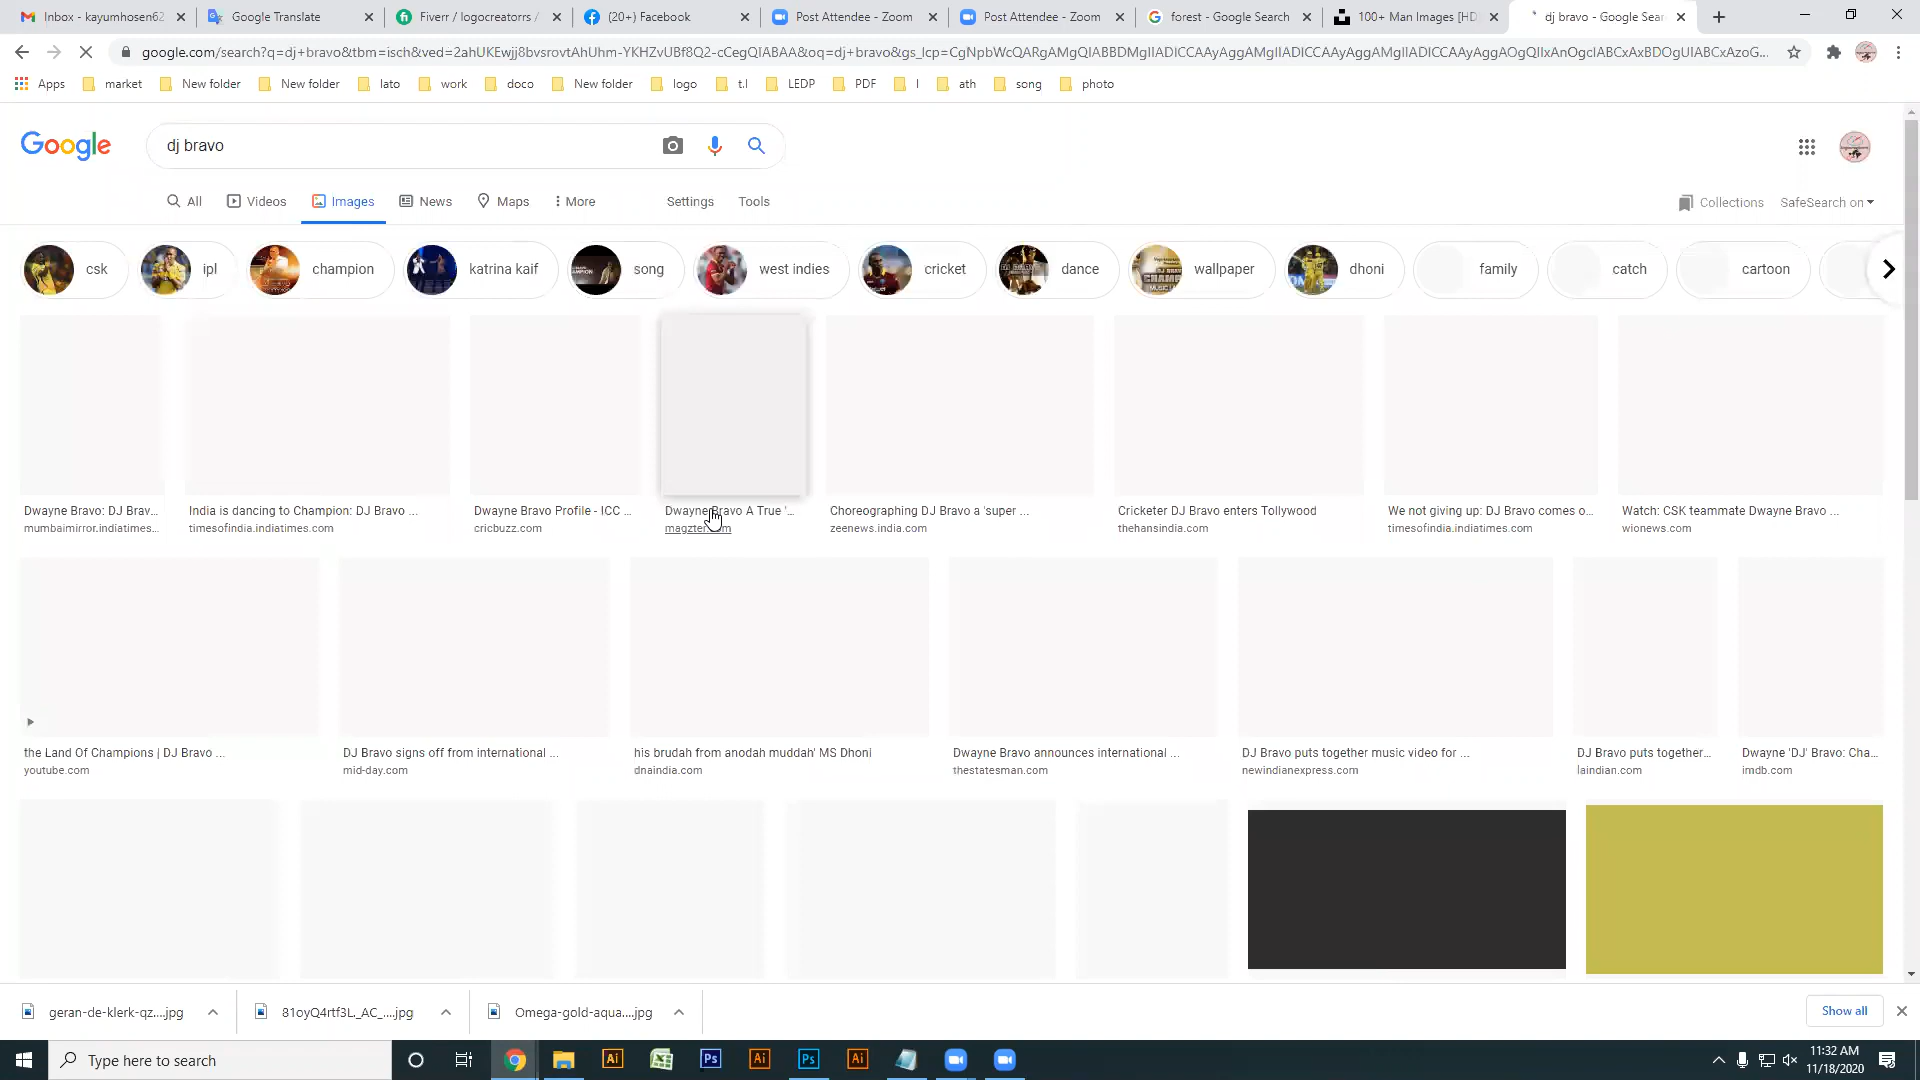 Inbox - kayumhosen62
Google Translate
Fiverr / logocreatorrs /
(20+) Facebook
Post Attendee - Zoom
Post Attendee - Zoom
forest - Google Search
100+ Man Images [HD]
dj bravo - Google Sear
google.com/search?q=dj+bravo&tbm=isch&ved=2ahUKEwjj8bvsrovtAhUhm-YKHZvUBf8Q2-cCegQIABAA&oq=dj+bravo&gs_lcp=CgNpbWcQARgAMgQIABBDMgIIADICCAAyAggAMgIIADICCAAyAggAMgIIADICCAAyAggAOgQIIxAnOgcIABCxAxBDOgUIABCxAzoG...
Apps
market
New folder
New folder
lato
work
doco
New folder
logo
t.l
LEDP
PDF
l
ath
song
photo
Google
dj bravo
All
Videos
Images
News
Maps
More
Settings
Tools
Collections
SafeSearch on
csk
ipl
champion
katrina kaif
song
west indies
cricket
dance
wallpaper
dhoni
family
catch
cartoon
Dwayne Bravo: DJ Brav...
mumbaimirror.indiatimes...
India is dancing to Champion: DJ Bravo ...
timesofindia.indiatimes.com
Dwayne Bravo Profile - ICC ...
cricbuzz.com
Dwayne Bravo A True '...
magzter.com
Choreographing DJ Bravo a 'super ...
zeenews.india.com
Cricketer DJ Bravo enters Tollywood
thehansindia.com
We not giving up: DJ Bravo comes o...
timesofindia.indiatimes.com
Watch: CSK teammate Dwayne Bravo ...
wionews.com
the Land Of Champions | DJ Bravo ...
youtube.com
DJ Bravo signs off from international ...
mid-day.com
his brudah from anodah muddah' MS Dhoni
dnaindia.com
Dwayne Bravo announces international ...
thestatesman.com
DJ Bravo puts together music video for ...
newindianexpress.com
DJ Bravo puts together...
laindian.com
Dwayne 'DJ' Bravo: Cha...
imdb.com
geran-de-klerk-qz....jpg
81oyQ4rtf3L._AC_....jpg
Omega-gold-aqua....jpg
Show all
Type here to search
11:32 AM
11/18/2020